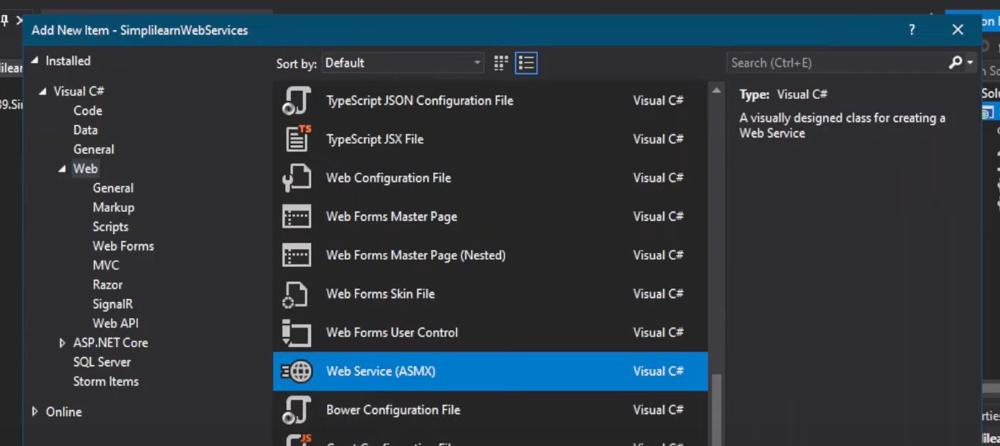 Add New Item - SimplilearnWebServices
?
Installed
Sort by: Default
Search (Ctrl+E)
Visual C#
Code
Data
General
Web
General
Markup
Scripts
Web Forms
MVC
Razor
SignalR
Web API
ASP.NET Core
SQL Server
Storm Items
Online
TypeScript JSON Configuration File Visual C#
TS
TypeScript JSX File Visual C#
Web Configuration File Visual C#
Web Forms Master Page Visual C#
Web Forms Master Page (Nested) Visual C#
Web Forms Skin File Visual C#
Web Forms User Control Visual C#
Web Service (ASMX) Visual C#
Bower Configuration File Visual C#
JS
Type: Visual C#
A visually designed class for creating a
Web Service